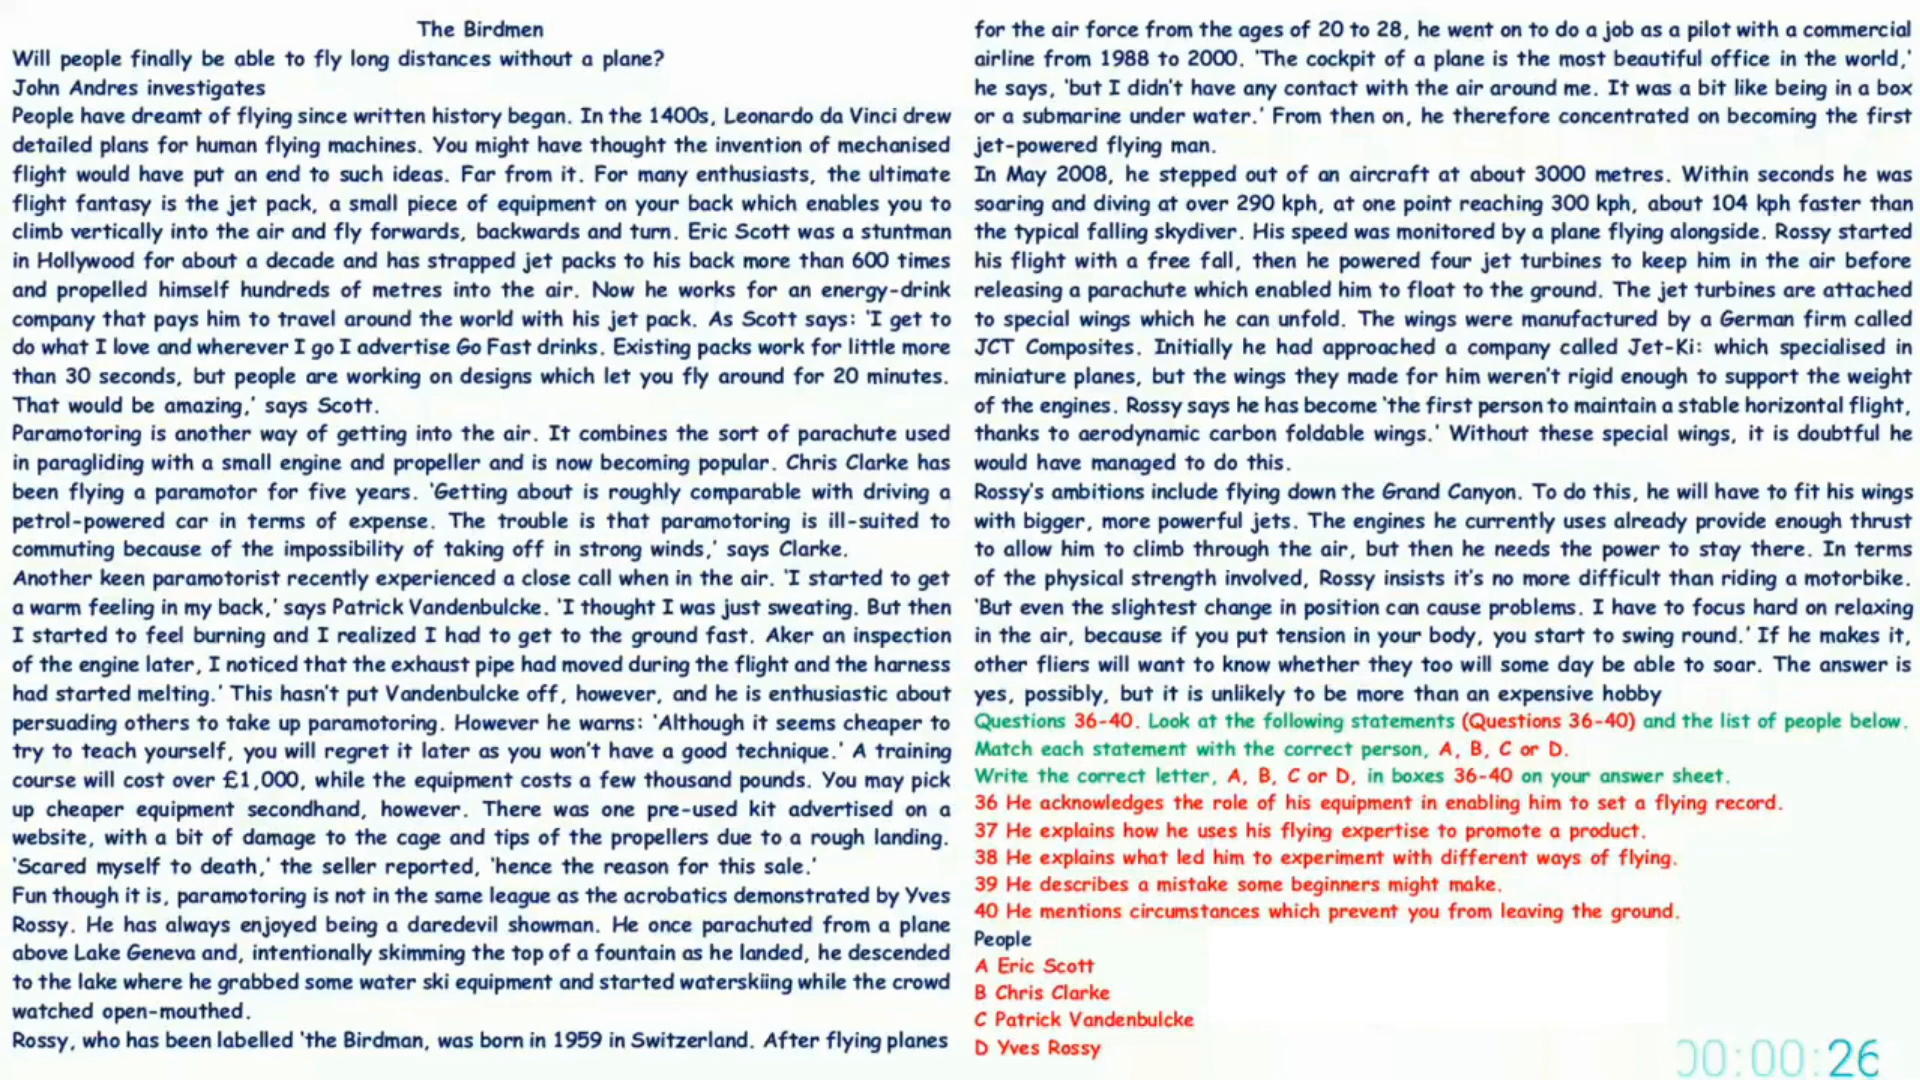 The Birdmen
Will people finally be able to fly long distances without a plane?
John Andres investigates
People have dreamt of flying since written history began. In the 1400s, Leonardo da Vinci drew
detailed plans for human flying machines. You might have thought the invention of mechanised
flight would have put an end to such ideas. Far from it. For many enthusiasts, the ultimate
flight fantasy is the jet pack, a small piece of equipment on your back which enables you to
climb vertically into the air and fly forwards, backwards and turn. Eric Scott was a stuntman
in Hollywood for about a decade and has strapped jet packs to his back more than 600 times
and propelled himself hundreds of metres into the air. Now he works for an energy-drink
company that pays him to travel around the world with his jet pack. As Scott says: 'I get to
do what I love and wherever I go I advertise Go Fast drinks. Existing packs work for little more
than 30 seconds, but people are working on designs which let you fly around for 20 minutes.
That would be amazing,' says Scott.
Paramotoring is another way of getting into the air. It combines the sort of parachute used
in paragliding with a small engine and propeller and is now becoming popular. Chris Clarke has
been flying a paramotor for five years. 'Getting about is roughly comparable with driving a
petrol-powered car in terms of expense. The trouble is that paramotoring is ill-suited to
commuting because of the impossibility of taking off in strong winds,' says Clarke.
Another keen paramotorist recently experienced a close call when in the air. 'I started to get
a warm feeling in my back,' says Patrick Vandenbulcke. 'I thought I was just sweating. But then
I started to feel burning and I realized I had to get to the ground fast. Aker an inspection
of the engine later, I noticed that the exhaust pipe had moved during the flight and the harness
had started melting.' This hasn't put Vandenbulcke off, however, and he is enthusiastic about
persuading others to take up paramotoring. However he warns: 'Although it seems cheaper to
try to teach yourself, you will regret it later as you won't have a good technique.' A training
course will cost over £1,000, while the equipment costs a few thousand pounds. You may pick
up cheaper equipment secondhand, however. There was one pre-used kit advertised on a
website, with a bit of damage to the cage and tips of the propellers due to a rough landing.
'Scared myself to death,' the seller reported, 'hence the reason for this sale.'
Fun though it is, paramotoring is not in the same league as the acrobatics demonstrated by Yves
Rossy. He has always enjoyed being a daredevil showman. He once parachuted from a plane
above Lake Geneva and, intentionally skimming the top of a fountain as he landed, he descended
to the lake where he grabbed some water ski equipment and started waterskiing while the crowd
watched open-mouthed.
Rossy, who has been labelled 'the Birdman, was born in 1959 in Switzerland. After flying planes
for the air force from the ages of 20 to 28, he went on to do a job as a pilot with a commercial
airline from 1988 to 2000. 'The cockpit of a plane is the most beautiful office in the world,'
he says, 'but I didn't have any contact with the air around me. It was a bit like being in a box
or a submarine under water.' From then on, he therefore concentrated on becoming the first
jet-powered flying man.
In May 2008, he stepped out of an aircraft at about 3000 metres. Within seconds he was
soaring and diving at over 290 kph, at one point reaching 300 kph, about 104 kph faster than
the typical falling skydiver. His speed was monitored by a plane flying alongside. Rossy started
his flight with a free fall, then he powered four jet turbines to keep him in the air before
releasing a parachute which enabled him to float to the ground. The jet turbines are attached
to special wings which he can unfold. The wings were manufactured by a German firm called
JCT Composites. Initially he had approached a company called Jet-Ki: which specialised in
miniature planes, but the wings they made for him weren't rigid enough to support the weight
of the engines. Rossy says he has become 'the first person to maintain a stable horizontal flight,
thanks to aerodynamic carbon foldable wings.' Without these special wings, it is doubtful he
would have managed to do this.
Rossy's ambitions include flying down the Grand Canyon. To do this, he will have to fit his wings
with bigger, more powerful jets. The engines he currently uses already provide enough thrust
to allow him to climb through the air, but then he needs the power to stay there. In terms
of the physical strength involved, Rossy insists it's no more difficult than riding a motorbike.
'But even the slightest change in position can cause problems. I have to focus hard on relaxing
in the air, because if you put tension in your body, you start to swing round.' If he makes it,
other fliers will want to know whether they too will some day be able to soar. The answer is
yes, possibly, but it is unlikely to be more than an expensive hobby
Questions 36-40. Look at the following statements (Questions 36-40) and the list of people below.
Match each statement with the correct person, A, B, C or D.
Write the correct letter, A, B, C or D, in boxes 36-40 on your answer sheet.
36 He acknowledges the role of his equipment in enabling him to set a flying record.
37 He explains how he uses his flying expertise to promote a product.
38 He explains what led him to experiment with different ways of flying.
39 He describes a mistake some beginners might make.
40 He mentions circumstances which prevent you from leaving the ground.
People
A Eric Scott
B Chris Clarke
C Patrick Vandenbulcke
D Yves Rossy
00:00:26